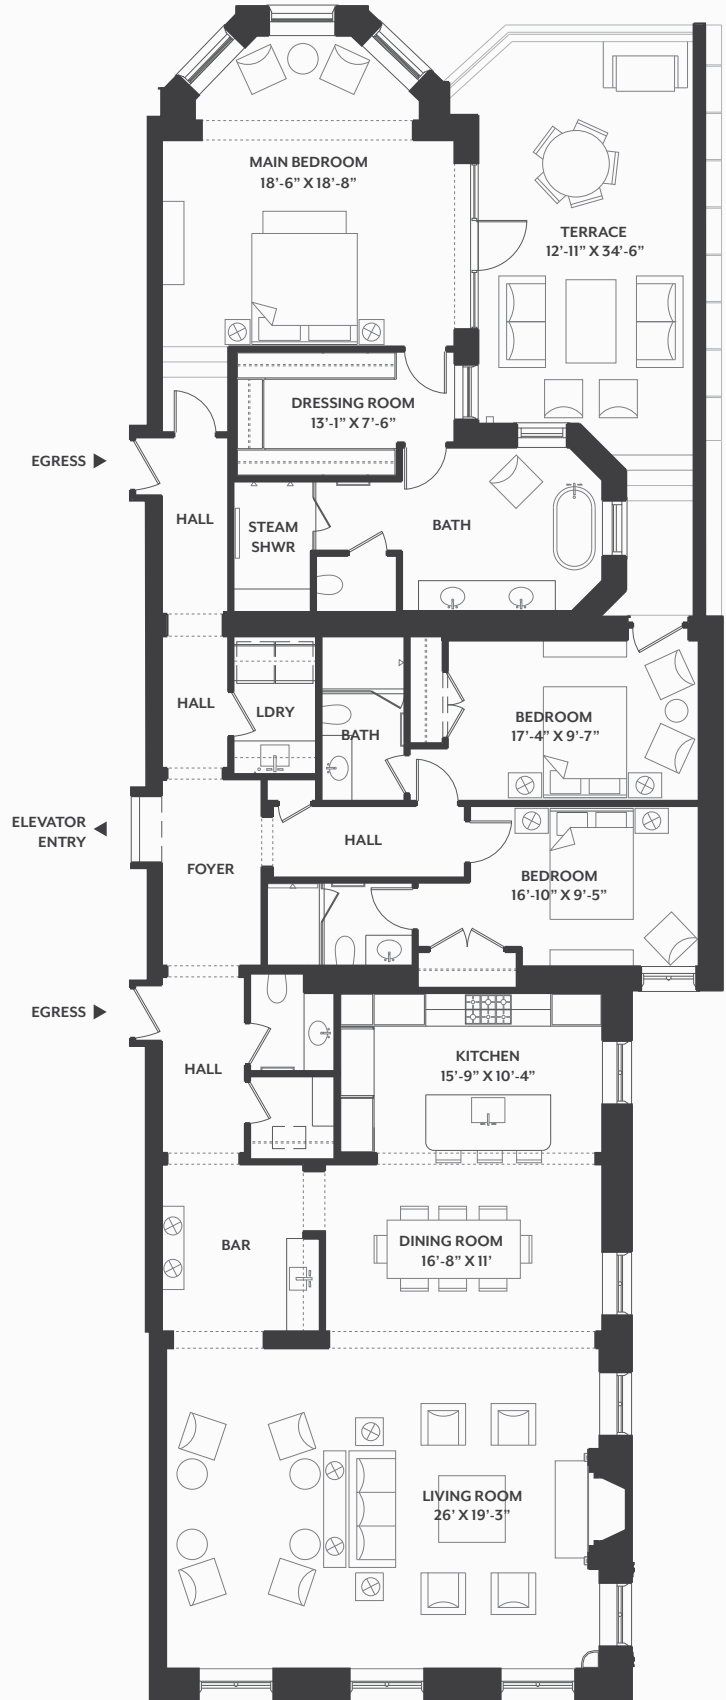 MAIN BEDROOM
18'-6” X 18'-8”
TERRACE
12'-11” X 34'-6”
DRESSING ROOM
13'-1” X 7'-6”
EGRESS
HALL
STEAM
SHWR
BATH
HALL
LDRY
BATH
BEDROOM
17'-4” X 9'-7”
ELEVATOR
ENTRY
FOYER
HALL
BEDROOM
16'-10” X 9'-5”
EGRESS
HALL
KITCHEN
15'-9” X 10'-4”
BAR
DINING ROOM
16'-8” X 11'
LIVING ROOM
26' X 19'-3”